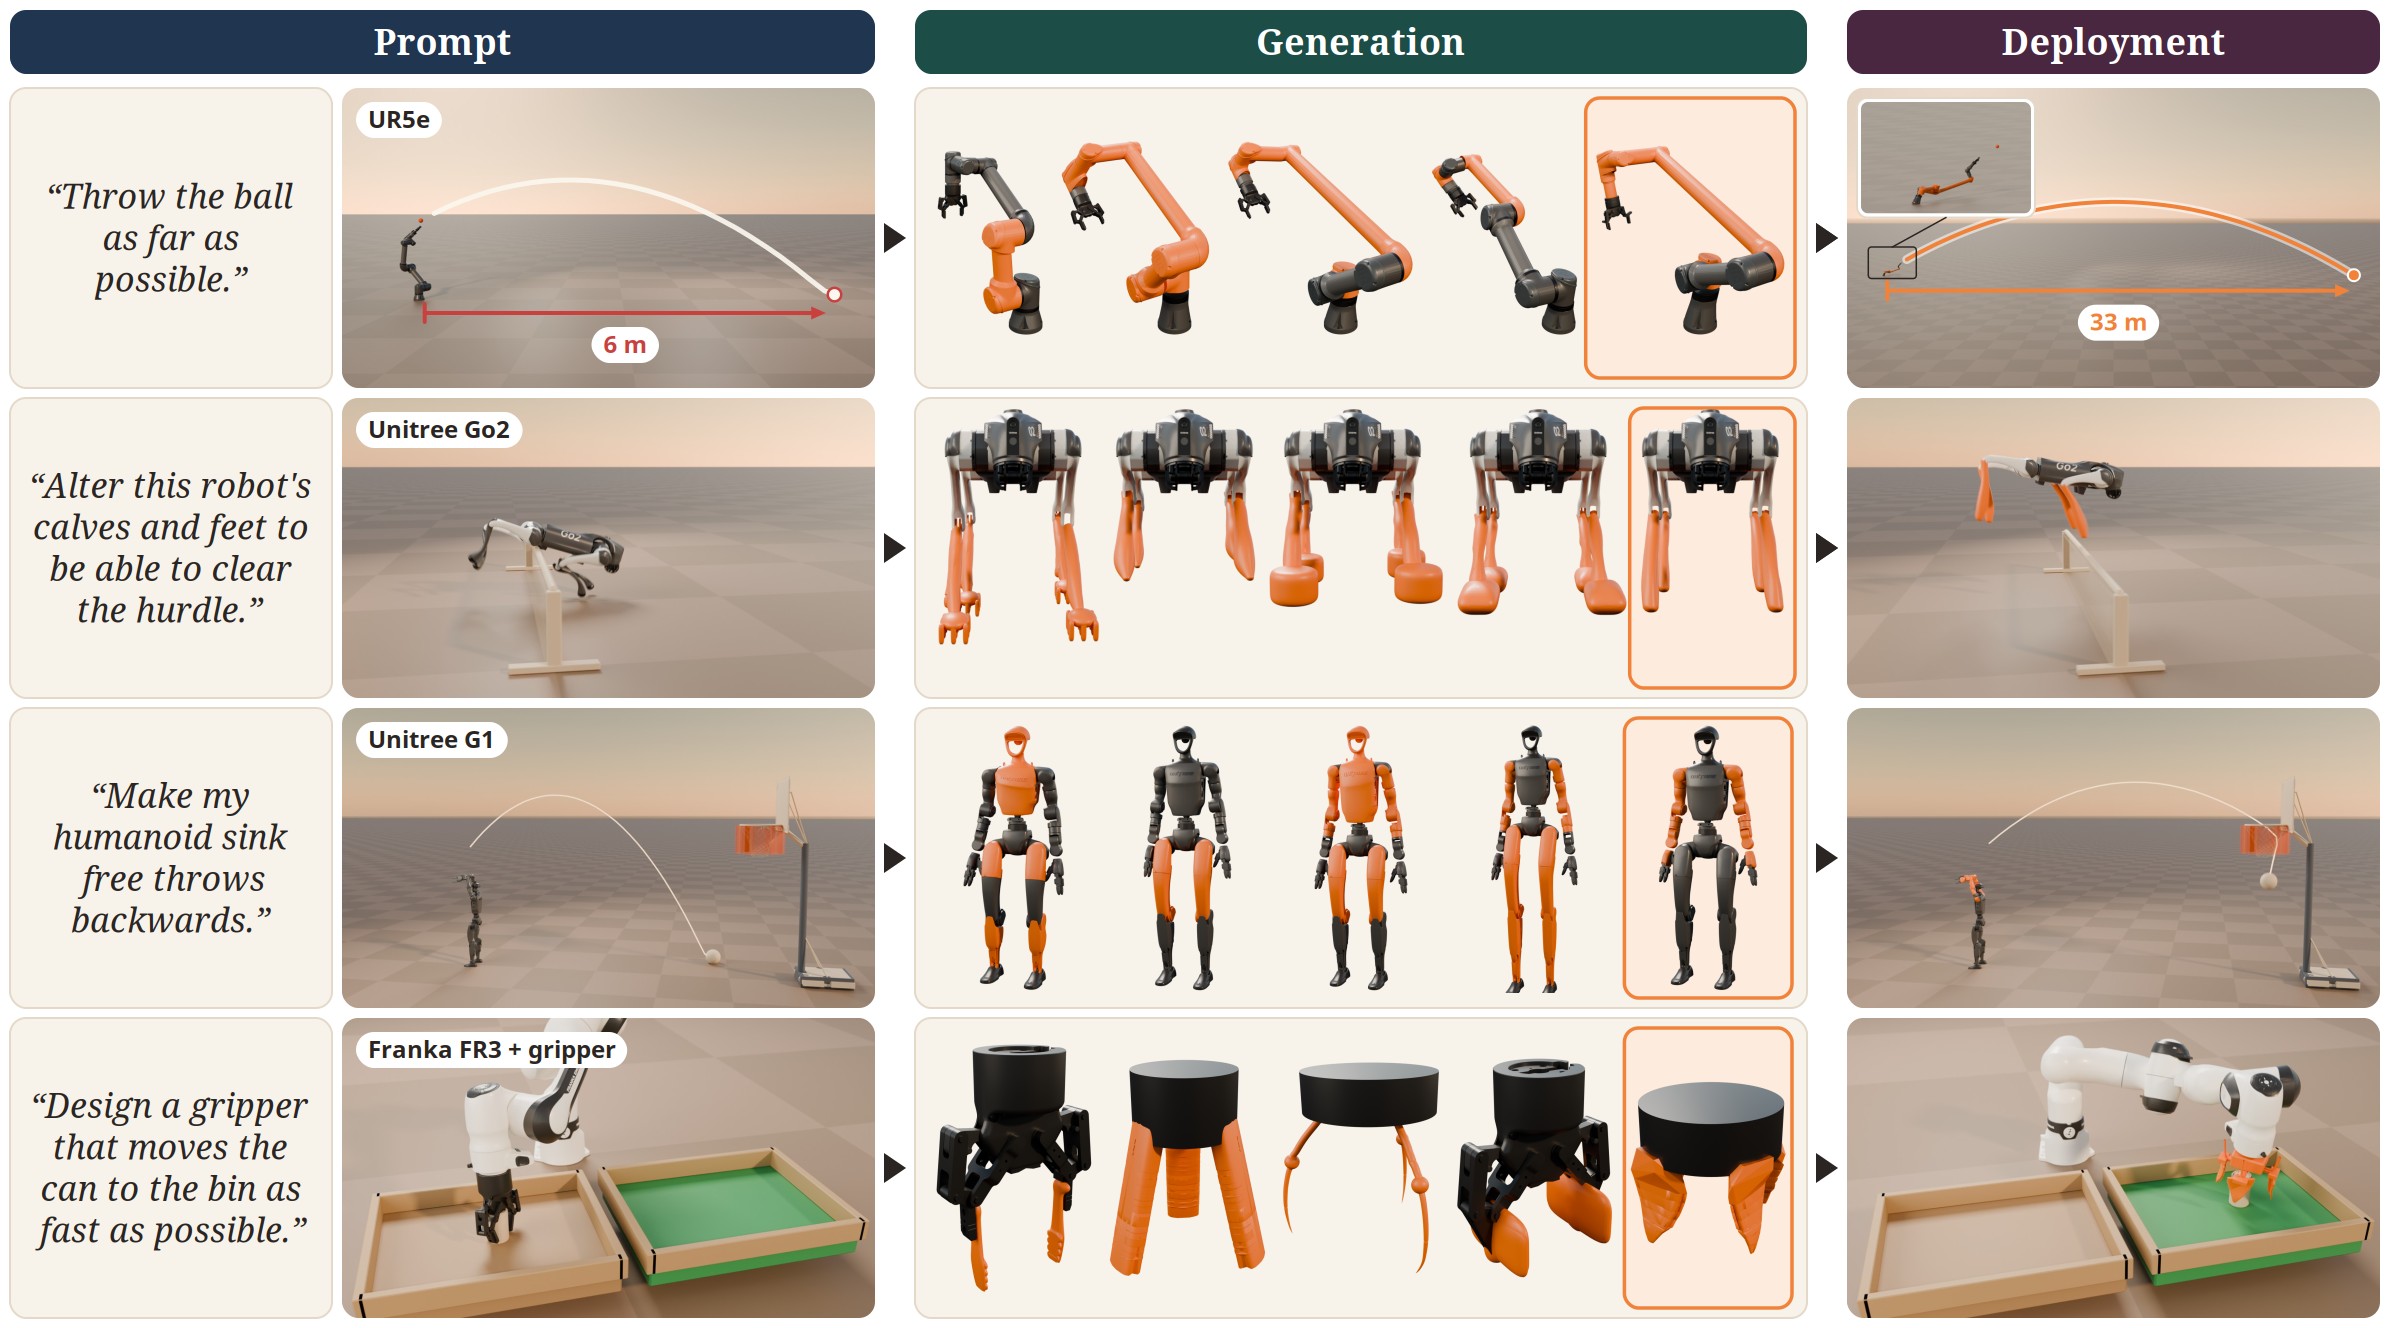 Prompt
Generation
Deployment
“Throw the ball
as far as
possible.”
UR5e
6 m
33 m
“Alter this robot's
calves and feet to
be able to clear
the hurdle.”
Unitree Go2
Go2
Go2
“Make my
humanoid sink
free throws
backwards.”
Unitree G1
“Design a gripper
that moves the
can to the bin as
fast as possible.”
Franka FR3 + gripper